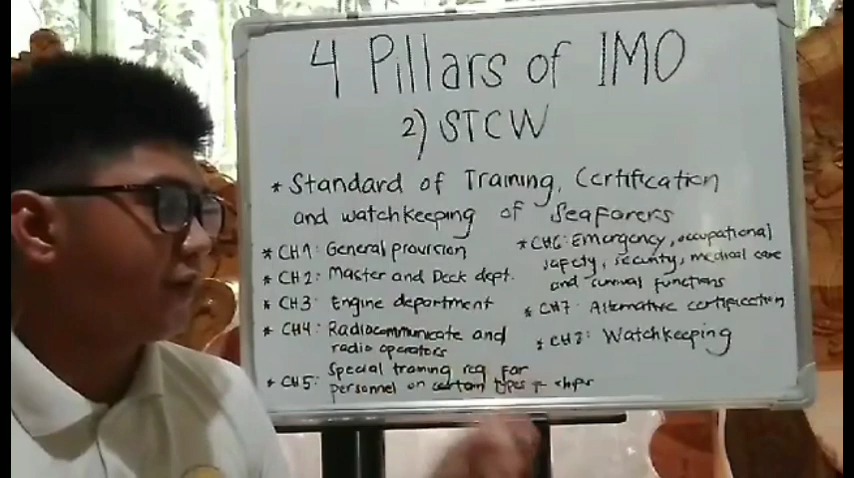 4 Pillars of IMO
2) STCW
* Standard of Training, Certification
and watchkeeping of Seafarers
* CH1: General provision
* CH2: Master and Deck dept.
* CH3: Engine department
* CH4: Radiocommunicate and
radio operators
* CH5: Special training req for
personnel on certain types of ships
* CH6: Emergency, occupational
safety, security, medical care
and survival functions
* CH7: Alternative certification
* CH8: Watchkeeping